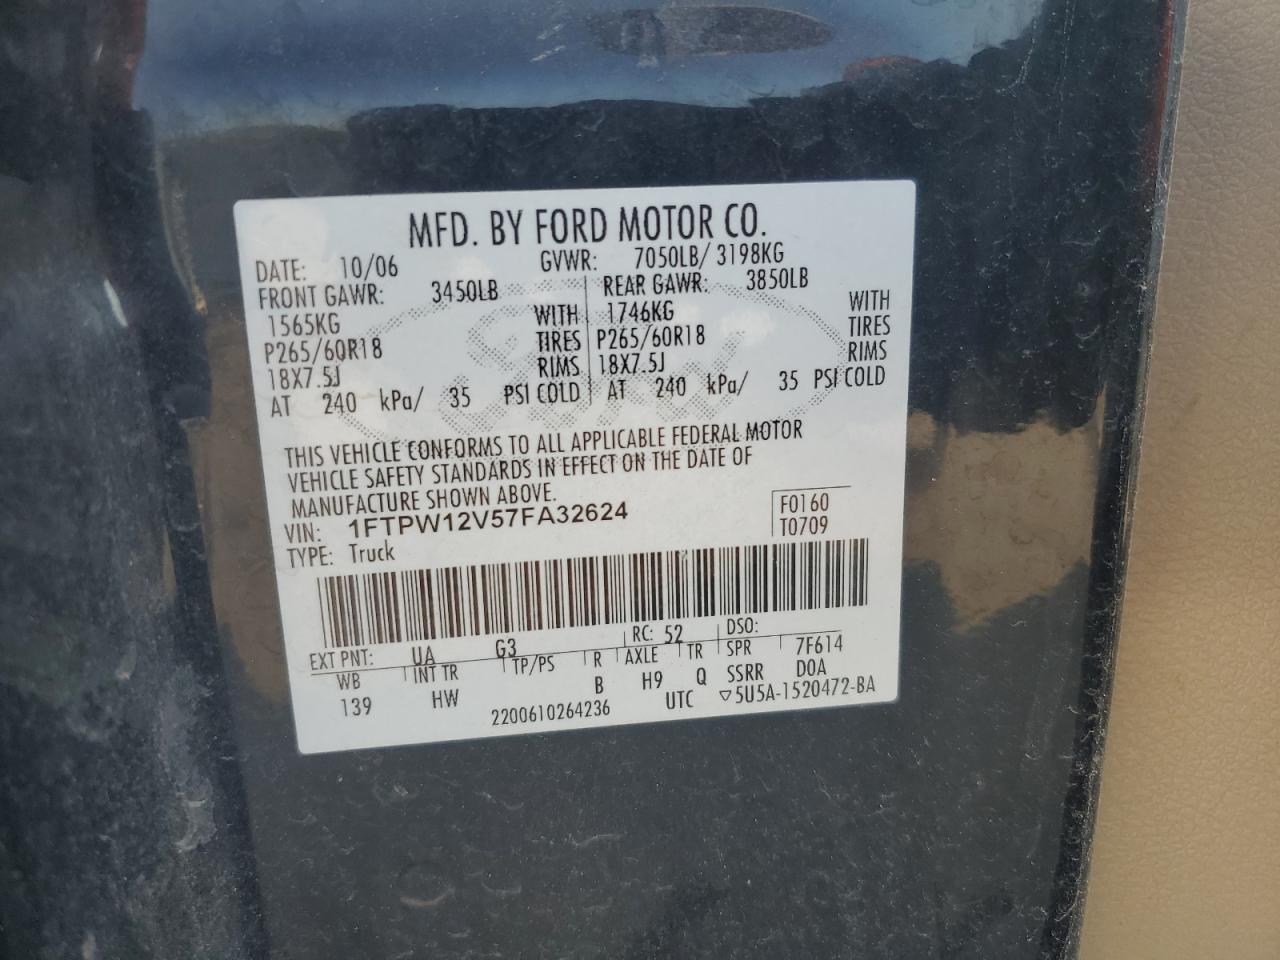 MFD. BY FORD MOTOR CO.
DATE: 10/06 GVWR: 7050LB/ 3198KG
FRONT GAWR: 3450LB REAR GAWR: 3850LB
1565KG WITH 1746KG WITH
P265/60R18 TIRES P265/60R18 TIRES
18X7.5J RIMS 18X7.5J RIMS
AT 240 kPa/ 35 PSI COLD AT 240 kPa/ 35 PSI COLD
THIS VEHICLE CONFORMS TO ALL APPLICABLE FEDERAL MOTOR
VEHICLE SAFETY STANDARDS IN EFFECT ON THE DATE OF
MANUFACTURE SHOWN ABOVE.
VIN: 1FTPW12V57FA32624 F0160
TYPE: Truck T0709
EXT PNT: UA G3 RC: 52 DSO:
WB INT TR TP/PS R AXLE TR SPR 7F614
139 HW B H9 Q SSRR D0A
2200610264236 UTC ▽5U5A-1520472-BA